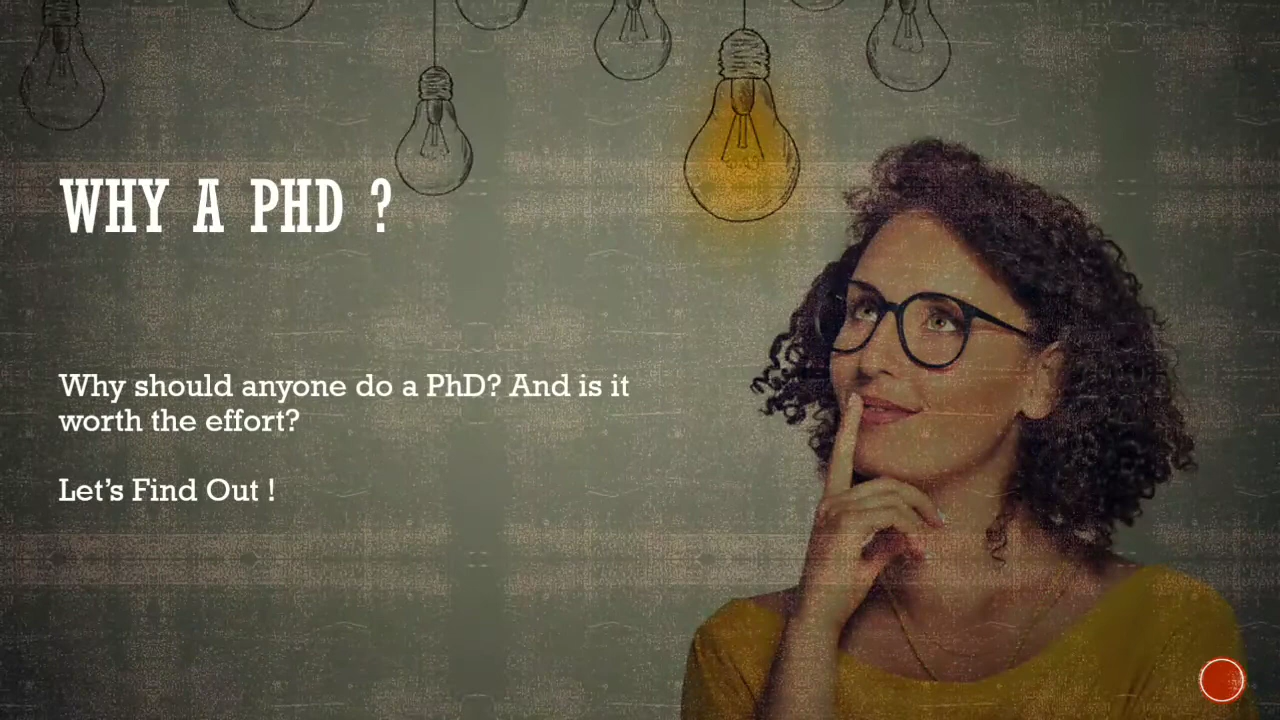 WHY A PHD ?
Why should anyone do a PhD? And is it
worth the effort?
Let's Find Out !